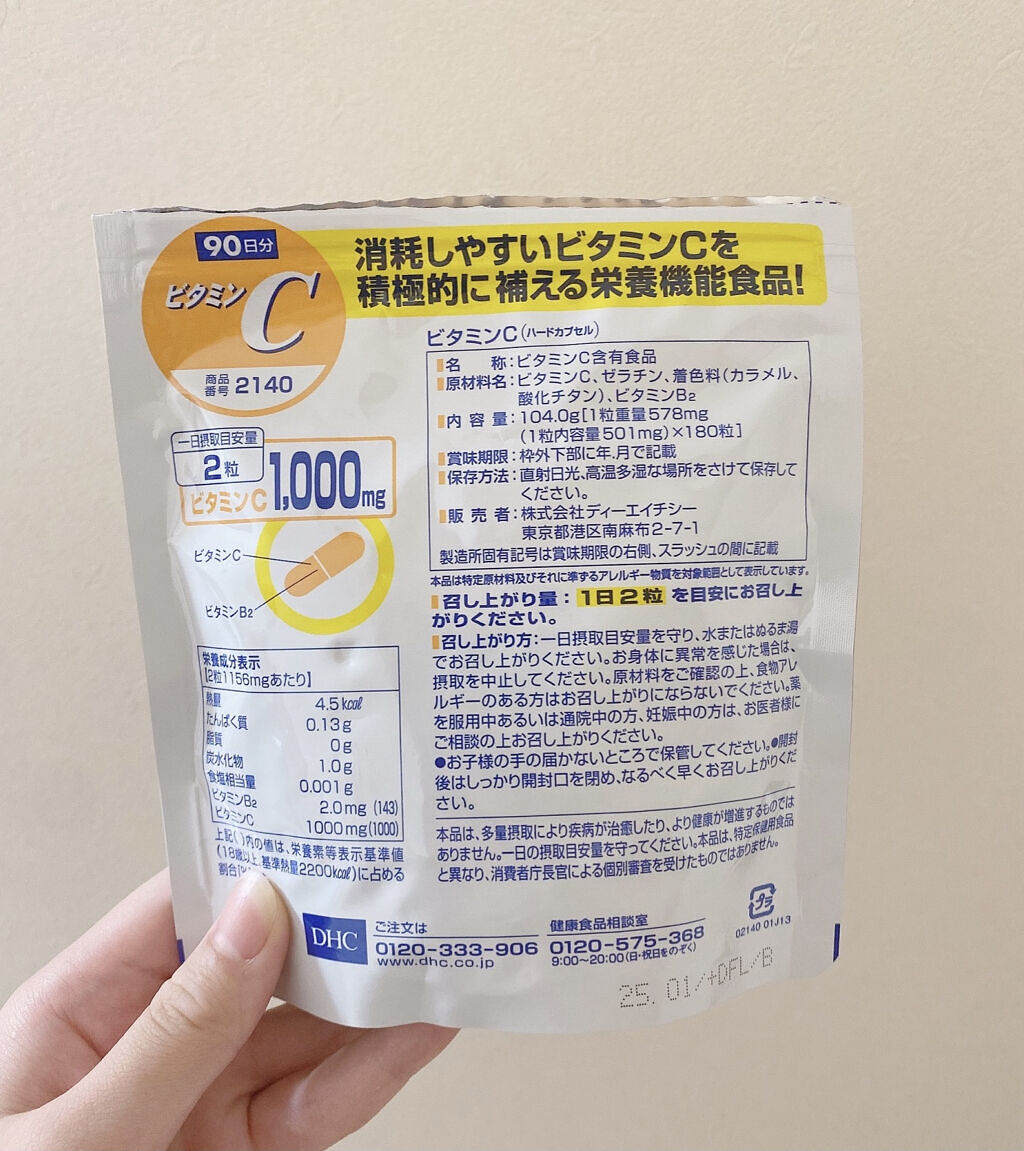 90日分
ビタミンC
商品番号 2140
消耗しやすいビタミンCを
積極的に補える栄養機能食品!
一日摂取目安量
2粒
ビタミンC 1,000mg
ビタミンC
ビタミンB2
栄養成分表示
[2粒1156mgあたり]
熱量 4.5kcal
たんぱく質 0.13g
脂質 0g
炭水化物 1.0g
食塩相当量 0.001g
ビタミンB2 2.0mg (143)
ビタミンC 1000mg(1000)
上記( )内の値は、栄養素等表示基準値
(18歳以上、基準熱量2200kcal)に占める
割合
ビタミンC(ハードカプセル)
名称:ビタミンC含有食品
原材料名:ビタミンC、ゼラチン、着色料(カラメル、
酸化チタン)、ビタミンB2
内容量:104.0g[1粒重量578mg
(1粒内容量501mg)×180粒]
賞味期限:枠外下部に年.月で記載
保存方法:直射日光、高温多湿な場所をさけて保存して
ください。
販売者:株式会社ディーエイチシー
東京都港区南麻布2-7-1
製造所固有記号は賞味期限の右側、スラッシュの間に記載
本品は特定原材料及びそれに準ずるアレルギー物質を対象範囲として表示しています。
召し上がり量:1日2粒を目安にお召し上
がりください。
召し上がり方:一日摂取目安量を守り、水またはぬるま湯
でお召し上がりください。お身体に異常を感じた場合は、
摂取を中止してください。原材料をご確認の上、食物アレ
ルギーのある方はお召し上がりにならないでください。薬
を服用中あるいは通院中の方、妊娠中の方は、お医者様に
ご相談の上お召し上がりください。
●お子様の手の届かないところで保管してください。●開封
後はしっかり開封口を閉め、なるべく早くお召し上がりくだ
さい。
本品は、多量摂取により疾病が治癒したり、より健康が増進するものでは
ありません。一日の摂取目安量を守ってください。本品は、特定保健用食品
と異なり、消費者庁長官による個別審査を受けたものではありません。
DHC
ご注文は
0120-333-906
www.dhc.co.jp
健康食品相談室
0120-575-368
9:00~20:00(日・祝日をのぞく)
プラ
02140 01J13
25.01/+DFL/B